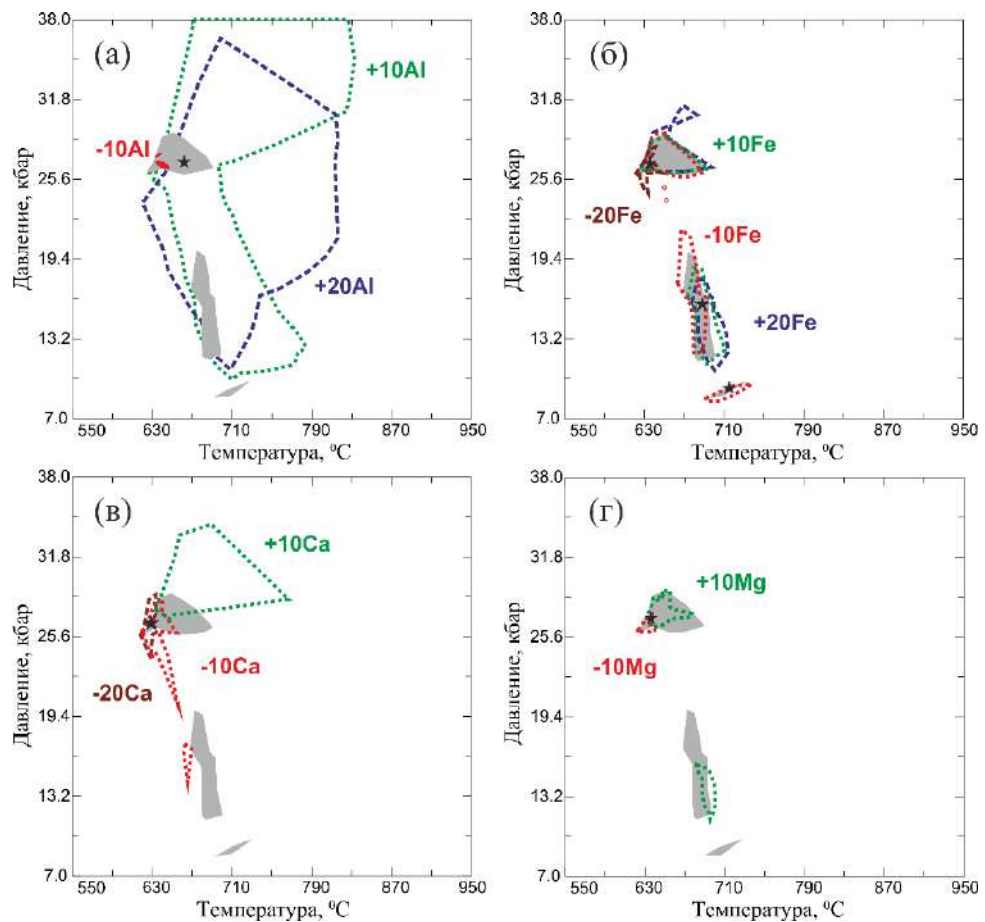 (а)
38.0
31.8
25.6
19.4
13.2
7.0
Давление, кбар
+10Al
-10Al
+20Al
550 630 710 790 870 950
Температура, ⁰C
(б)
38.0
31.8
25.6
19.4
13.2
7.0
Давление, кбар
+10Fe
-20Fe
-10Fe
+20Fe
550 630 710 790 870 950
Температура, ⁰C
(в)
38.0
31.8
25.6
19.4
13.2
7.0
Давление, кбар
+10Ca
-10Ca
-20Ca
550 630 710 790 870 950
Температура, ⁰C
(г)
38.0
31.8
25.6
19.4
13.2
7.0
Давление, кбар
+10Mg
-10Mg
550 630 710 790 870 950
Температура, ⁰C